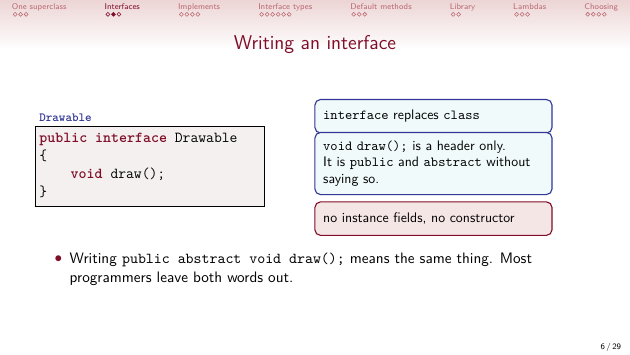 One superclass Interfaces Implements Interface types Default methods Library Lambdas Choosing
Writing an interface
Drawable
public interface Drawable
{
void draw();
}
interface replaces class
void draw(); is a header only.
It is public and abstract without
saying so.
no instance fields, no constructor
• Writing public abstract void draw(); means the same thing. Most
programmers leave both words out.
6 / 29